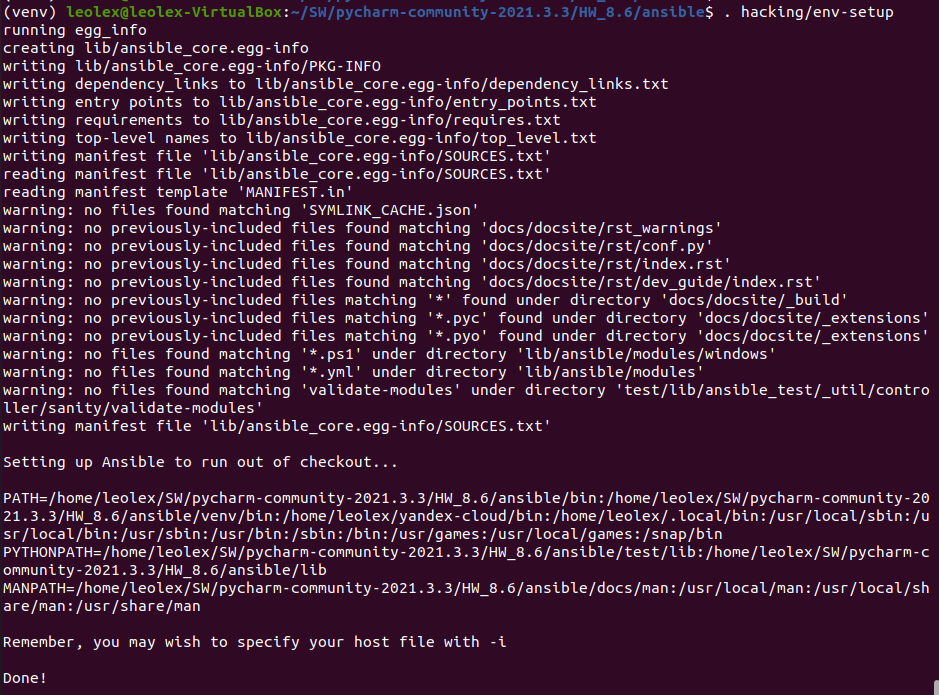 (venv) leolex@leolex-VirtualBox:~/SW/pycharm-community-2021.3.3/HW_8.6/ansible$ . hacking/env-setup
running egg_info
creating lib/ansible_core.egg-info
writing lib/ansible_core.egg-info/PKG-INFO
writing dependency_links to lib/ansible_core.egg-info/dependency_links.txt
writing entry points to lib/ansible_core.egg-info/entry_points.txt
writing requirements to lib/ansible_core.egg-info/requires.txt
writing top-level names to lib/ansible_core.egg-info/top_level.txt
writing manifest file 'lib/ansible_core.egg-info/SOURCES.txt'
reading manifest file 'lib/ansible_core.egg-info/SOURCES.txt'
reading manifest template 'MANIFEST.in'
warning: no files found matching 'SYMLINK_CACHE.json'
warning: no previously-included files found matching 'docs/docsite/rst_warnings'
warning: no previously-included files found matching 'docs/docsite/rst/conf.py'
warning: no previously-included files found matching 'docs/docsite/rst/index.rst'
warning: no previously-included files found matching 'docs/docsite/rst/dev_guide/index.rst'
warning: no previously-included files matching '*' found under directory 'docs/docsite/_build'
warning: no previously-included files matching '*.pyc' found under directory 'docs/docsite/_extensions'
warning: no previously-included files matching '*.pyo' found under directory 'docs/docsite/_extensions'
warning: no files found matching '*.ps1' under directory 'lib/ansible/modules/windows'
warning: no files found matching '*.yml' under directory 'lib/ansible/modules'
warning: no files found matching 'validate-modules' under directory 'test/lib/ansible_test/_util/contro
ller/sanity/validate-modules'
writing manifest file 'lib/ansible_core.egg-info/SOURCES.txt'

Setting up Ansible to run out of checkout...

PATH=/home/leolex/SW/pycharm-community-2021.3.3/HW_8.6/ansible/bin:/home/leolex/SW/pycharm-community-20
21.3.3/HW_8.6/ansible/venv/bin:/home/leolex/yandex-cloud/bin:/home/leolex/.local/bin:/usr/local/sbin:/u
sr/local/bin:/usr/sbin:/usr/bin:/sbin:/bin:/usr/games:/usr/local/games:/snap/bin
PYTHONPATH=/home/leolex/SW/pycharm-community-2021.3.3/HW_8.6/ansible/test/lib:/home/leolex/SW/pycharm-c
ommunity-2021.3.3/HW_8.6/ansible/lib
MANPATH=/home/leolex/SW/pycharm-community-2021.3.3/HW_8.6/ansible/docs/man:/usr/local/man:/usr/local/sh
are/man:/usr/share/man

Remember, you may wish to specify your host file with -i

Done!